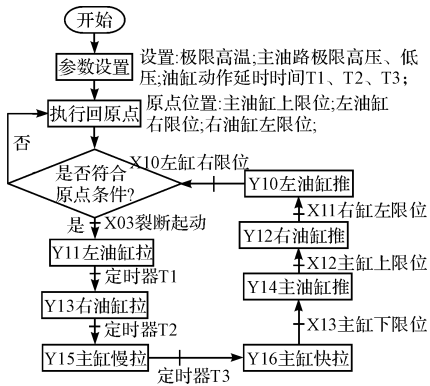 开始
参数设置
设置:极限高温;主油路极限高压、低
压;油缸动作延时时间T1、T2、T3;
执行回原点
原点位置:主油缸上限位;左油缸
右限位;右油缸左限位;
否
是否符合
原点条件?
X10左缸右限位
Y10左油缸推
是
X03裂断起动
X11右缸左限位
Y11左油缸拉
Y12右油缸推
定时器T1
X12主缸上限位
Y13右油缸拉
Y14主油缸推
定时器T2
X13主缸下限位
Y15主缸慢拉
Y16主缸快拉
定时器T3